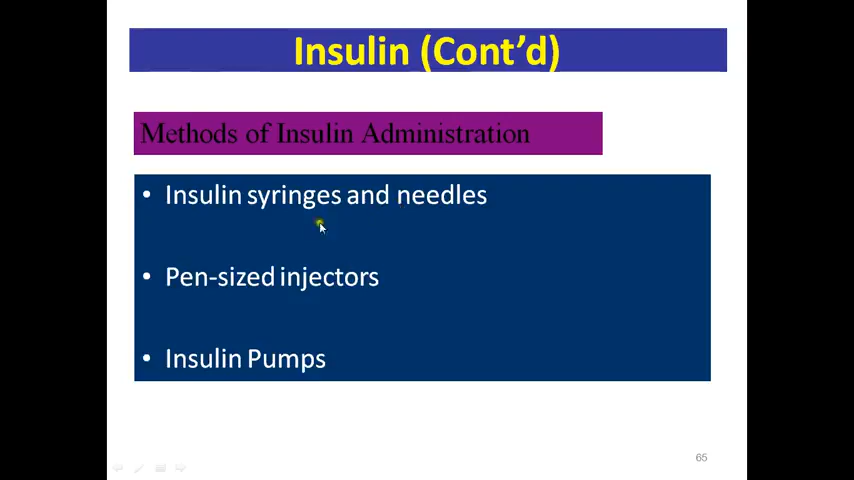 Insulin (Cont’d)
Methods of Insulin Administration
• Insulin syringes and needles
• Pen-sized injectors
• Insulin Pumps
65